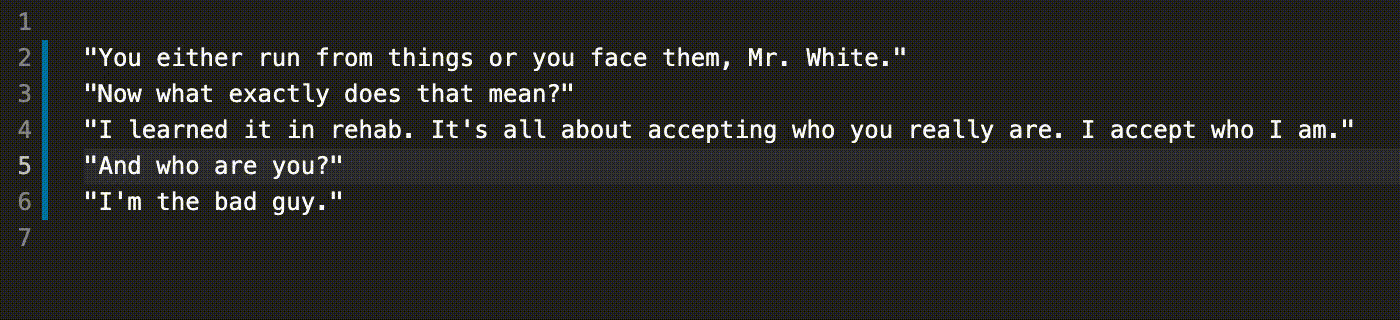 1
2 "You either run from things or you face them, Mr. White."
3 "Now what exactly does that mean?"
4 "I learned it in rehab. It's all about accepting who you really are. I accept who I am."
5 "And who are you?"
6 "I'm the bad guy."
7